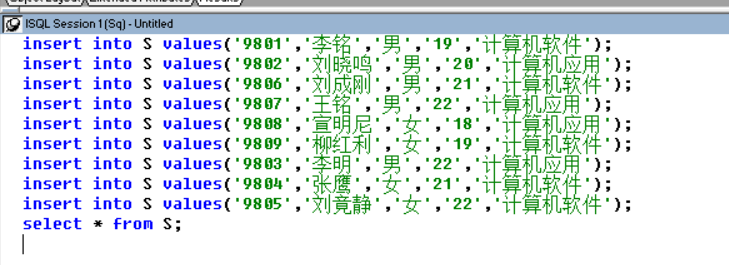 ISQL Session 1(Sq) - Untitled
insert into S values('9801','李铭','男','19','计算机软件');
insert into S values('9802','刘晓鸣','男','20','计算机应用');
insert into S values('9806','刘成刚','男','21','计算机软件');
insert into S values('9807','王铭','男','22','计算机应用');
insert into S values('9808','宣明尼','女','18','计算机应用');
insert into S values('9809','柳红利','女','19','计算机软件');
insert into S values('9803','李明','男','22','计算机应用');
insert into S values('9804','张鹰','女','21','计算机软件');
insert into S values('9805','刘竟静','女','22','计算机软件');
select * from S;